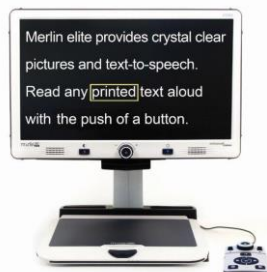 Merlin elite provides crystal clear
pictures and text-to-speech.
Read any printed text aloud
with the push of a button.